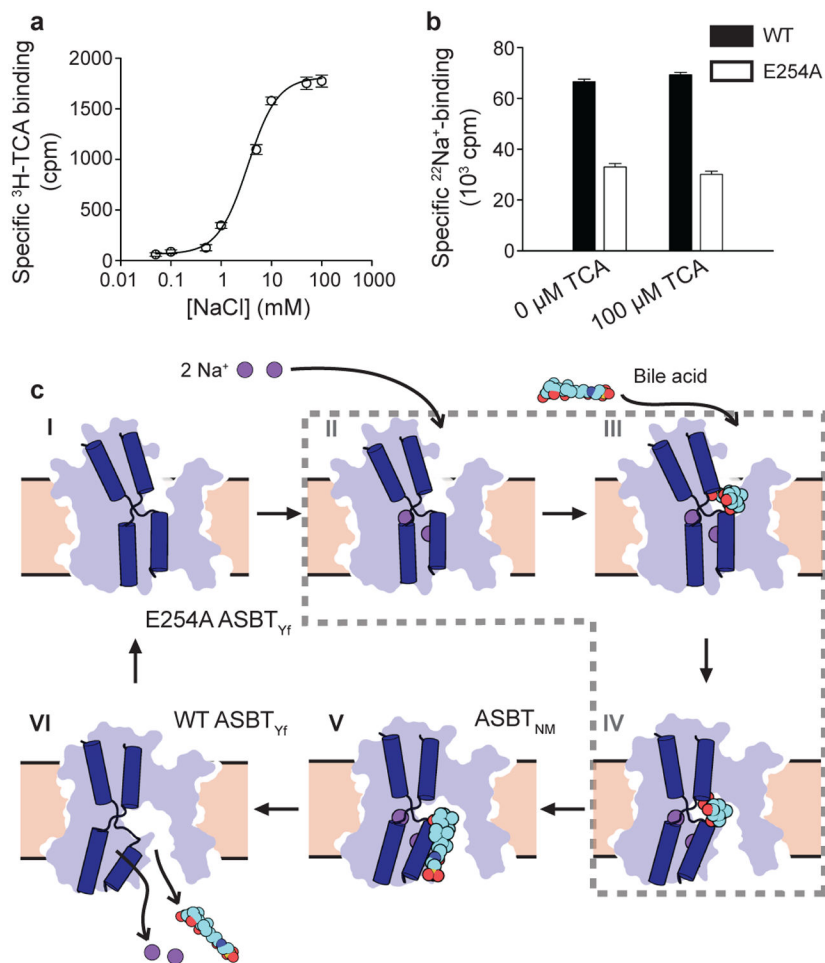 a
2000
1500
1000
500
0
0.01 0.1 1 10 100 1000
[NaCl] (mM)
Specific ³H-TCA binding
(cpm)
b
80
60
40
20
0
0 µM TCA
100 µM TCA
Specific ²²Na⁺-binding
(10³ cpm)
WT
E254A
c
2 Na⁺
Bile acid
I
II
III
E254A ASBT_Yf
VI
WT ASBT_Yf
V
ASBT_NM
IV